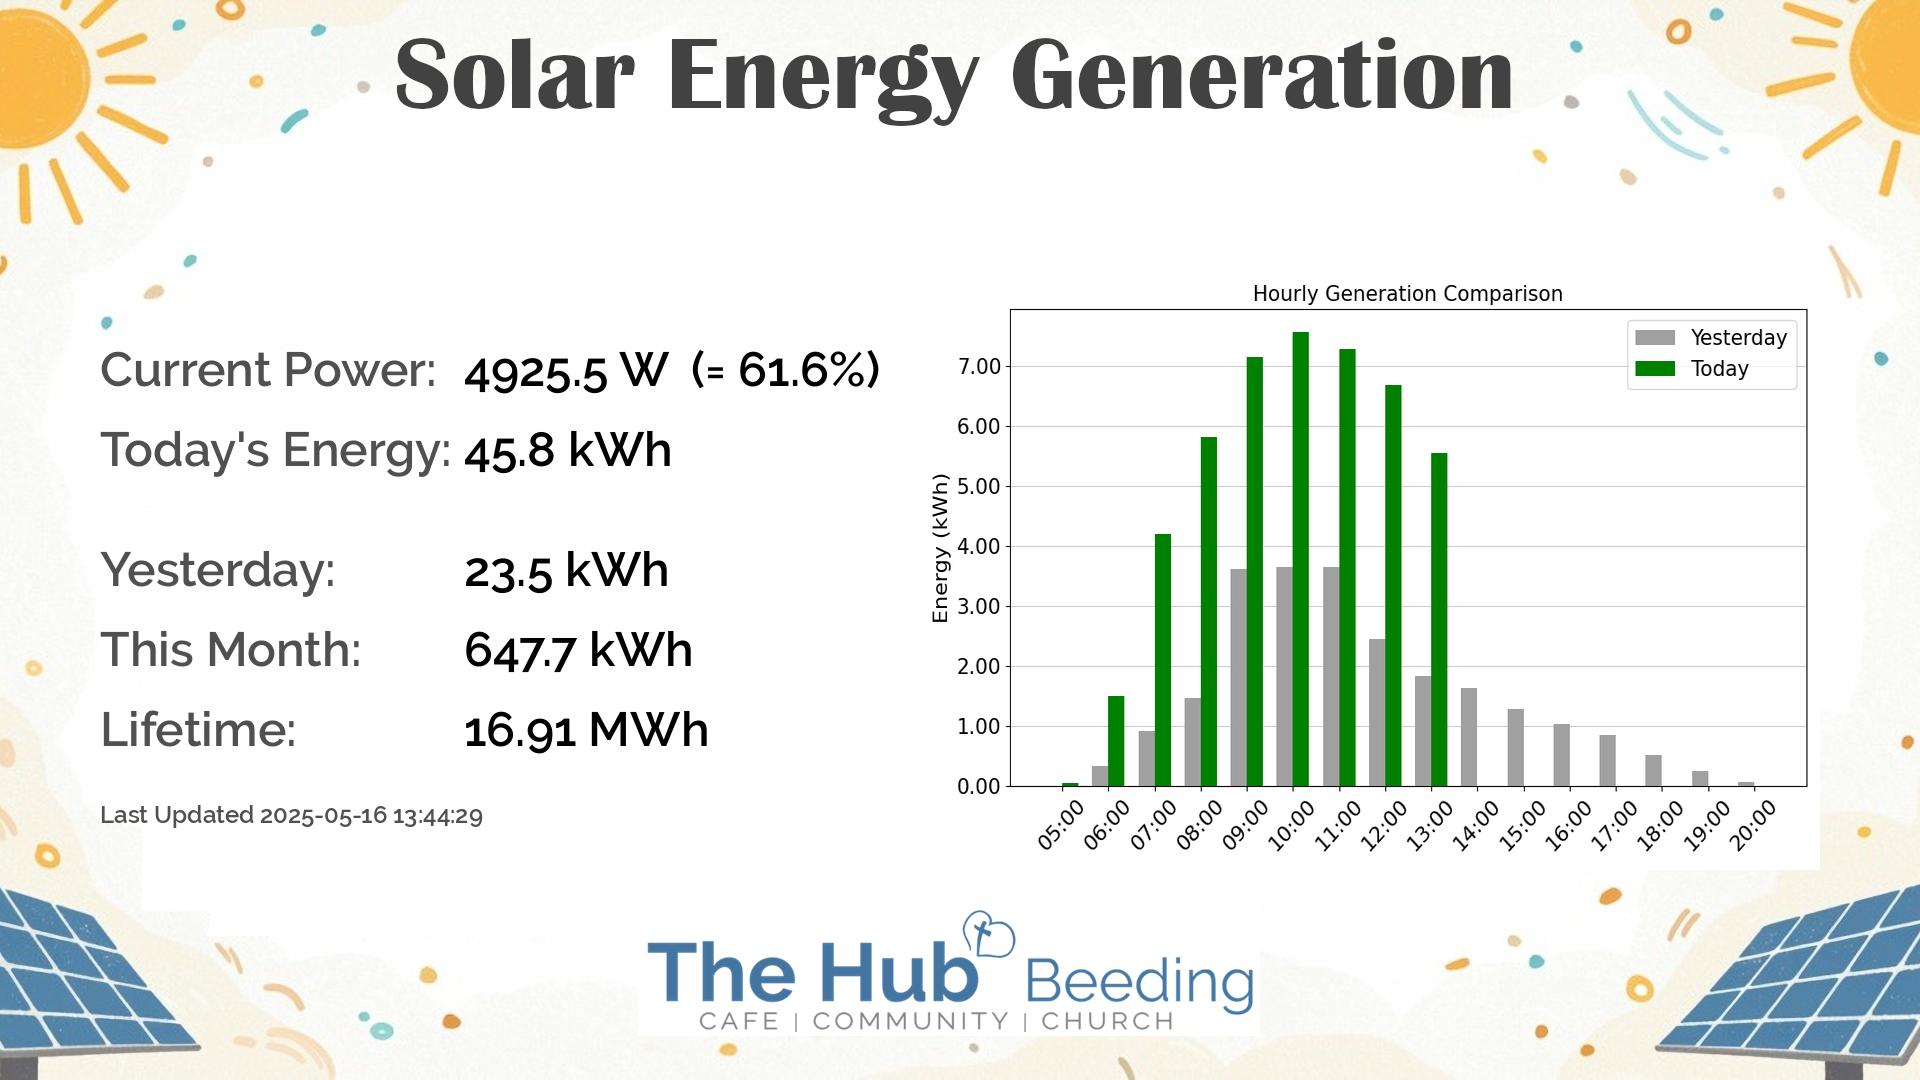 Solar Energy Generation
Current Power: 4925.5 W (= 61.6%)
Today's Energy: 45.8 kWh
Yesterday: 23.5 kWh
This Month: 647.7 kWh
Lifetime: 16.91 MWh
Last Updated 2025-05-16 13:44:29
Hourly Generation Comparison
Yesterday
Today
Energy (kWh)
7.00
6.00
5.00
4.00
3.00
2.00
1.00
0.00
05:00 06:00 07:00 08:00 09:00 10:00 11:00 12:00 13:00 14:00 15:00 16:00 17:00 18:00 19:00 20:00
The Hub Beeding
CAFE | COMMUNITY | CHURCH